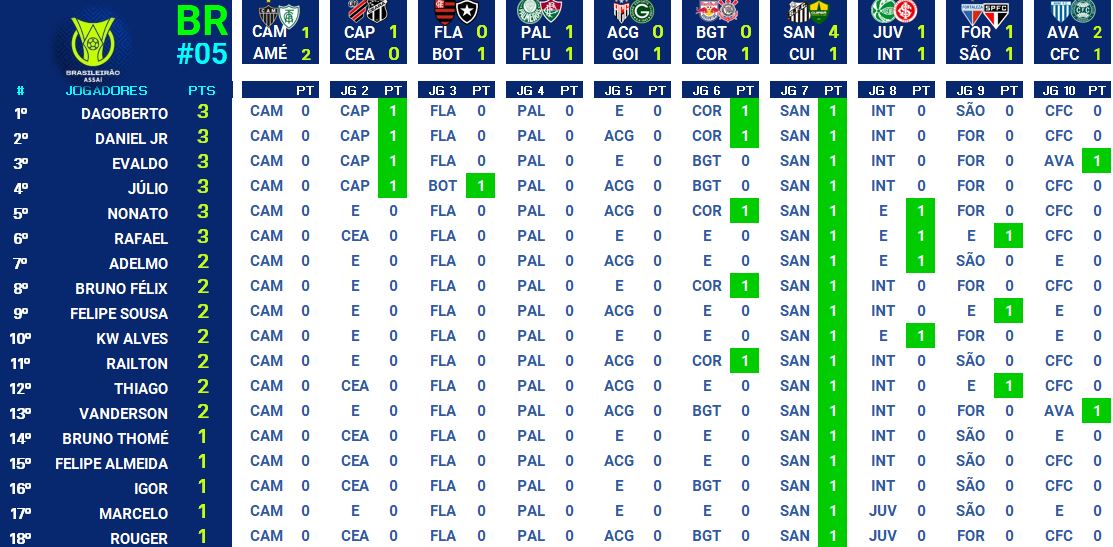 BR
#05
BRASILEIRÃO
ASSAÍ
CAM 1 CAP 1 FLA 0 PAL 1 ACG 0 BGT 0 SAN 4 JUV 1 FOR 1 AVA 2
AMÉ 2 CEA 0 BOT 1 FLU 1 GOI 1 COR 1 CUI 1 INT 1 SÃO 1 CFC 1
# JOGADORES PTS PT JG 2 PT JG 3 PT JG 4 PT JG 5 PT JG 6 PT JG 7 PT JG 8 PT JG 9 PT JG 10 PT
1º DAGOBERTO 3 CAM 0 CAP 1 FLA 0 PAL 0 E 0 COR 1 SAN 1 INT 0 SÃO 0 CFC 0
2º DANIEL JR 3 CAM 0 CAP 1 FLA 0 PAL 0 ACG 0 COR 1 SAN 1 INT 0 FOR 0 CFC 0
3º EVALDO 3 CAM 0 CAP 1 FLA 0 PAL 0 E 0 BGT 0 SAN 1 INT 0 FOR 0 AVA 1
4º JÚLIO 3 CAM 0 CAP 1 BOT 1 PAL 0 ACG 0 BGT 0 SAN 1 INT 0 FOR 0 CFC 0
5º NONATO 3 CAM 0 E 0 FLA 0 PAL 0 ACG 0 COR 1 SAN 1 E 1 FOR 0 CFC 0
6º RAFAEL 3 CAM 0 CEA 0 FLA 0 PAL 0 E 0 E 0 SAN 1 E 1 E 1 CFC 0
7º ADELMO 2 CAM 0 E 0 FLA 0 PAL 0 ACG 0 E 0 SAN 1 E 1 SÃO 0 E 0
8º BRUNO FÉLIX 2 CAM 0 E 0 FLA 0 PAL 0 E 0 COR 1 SAN 1 INT 0 FOR 0 CFC 0
9º FELIPE SOUSA 2 CAM 0 E 0 FLA 0 PAL 0 ACG 0 E 0 SAN 1 INT 0 E 1 E 0
10º KW ALVES 2 CAM 0 E 0 FLA 0 PAL 0 E 0 E 0 SAN 1 E 1 FOR 0 E 0
11º RAILTON 2 CAM 0 E 0 FLA 0 PAL 0 ACG 0 COR 1 SAN 1 INT 0 SÃO 0 CFC 0
12º THIAGO 2 CAM 0 CEA 0 FLA 0 PAL 0 ACG 0 E 0 SAN 1 INT 0 E 1 CFC 0
13º VANDERSON 2 CAM 0 E 0 FLA 0 PAL 0 ACG 0 BGT 0 SAN 1 INT 0 FOR 0 AVA 1
14º BRUNO THOMÉ 1 CAM 0 CEA 0 FLA 0 PAL 0 E 0 E 0 SAN 1 INT 0 SÃO 0 E 0
15º FELIPE ALMEIDA 1 CAM 0 CEA 0 FLA 0 PAL 0 ACG 0 E 0 SAN 1 INT 0 SÃO 0 CFC 0
16º IGOR 1 CAM 0 CEA 0 FLA 0 PAL 0 E 0 BGT 0 SAN 1 INT 0 SÃO 0 CFC 0
17º MARCELO 1 CAM 0 E 0 FLA 0 PAL 0 E 0 E 0 SAN 1 JUV 0 SÃO 0 E 0
18º ROUGER 1 CAM 0 CEA 0 FLA 0 PAL 0 ACG 0 BGT 0 SAN 1 JUV 0 FOR 0 CFC 0